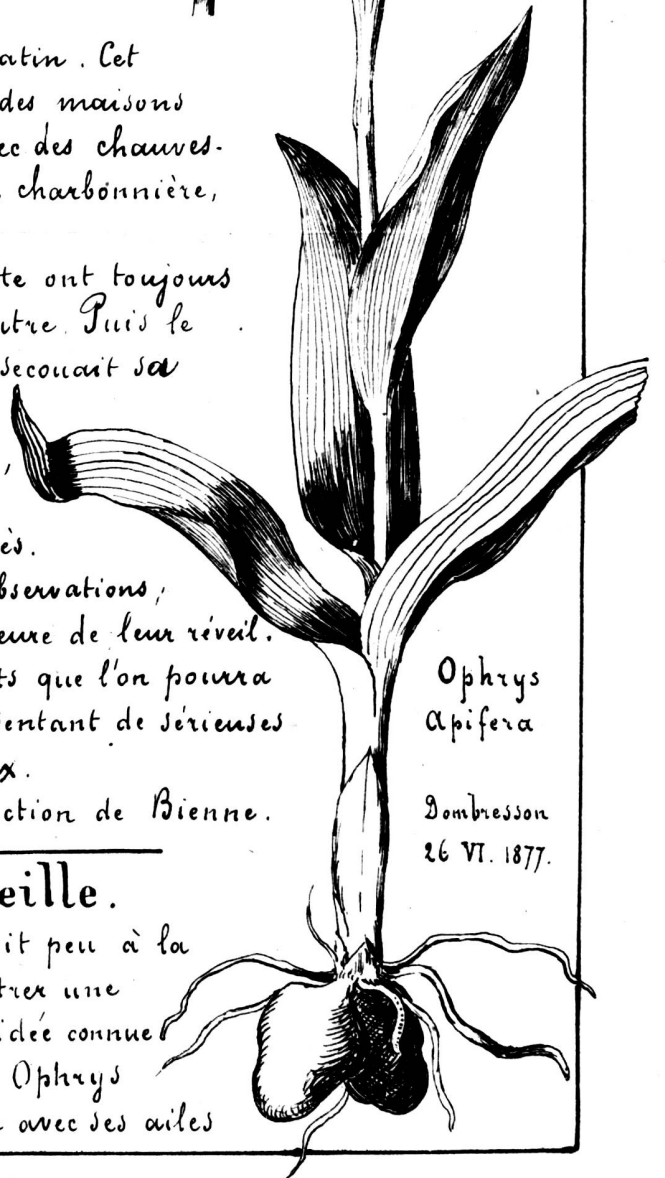 atin. Cet
des maisons
ec des chauves-
charbonnière,
te ont toujours
utre. Puis le
secouait sa
,
ès.
bservations;
eure de leur réveil.
ts que l'on pourra
entant de sérieuses
x.
ction de Bienne.
eille.
it peu à la
trer une
idée connue
Ophrys
avec ses ailes
Ophrys
Apifera
Dombresson
26 VI. 1877.